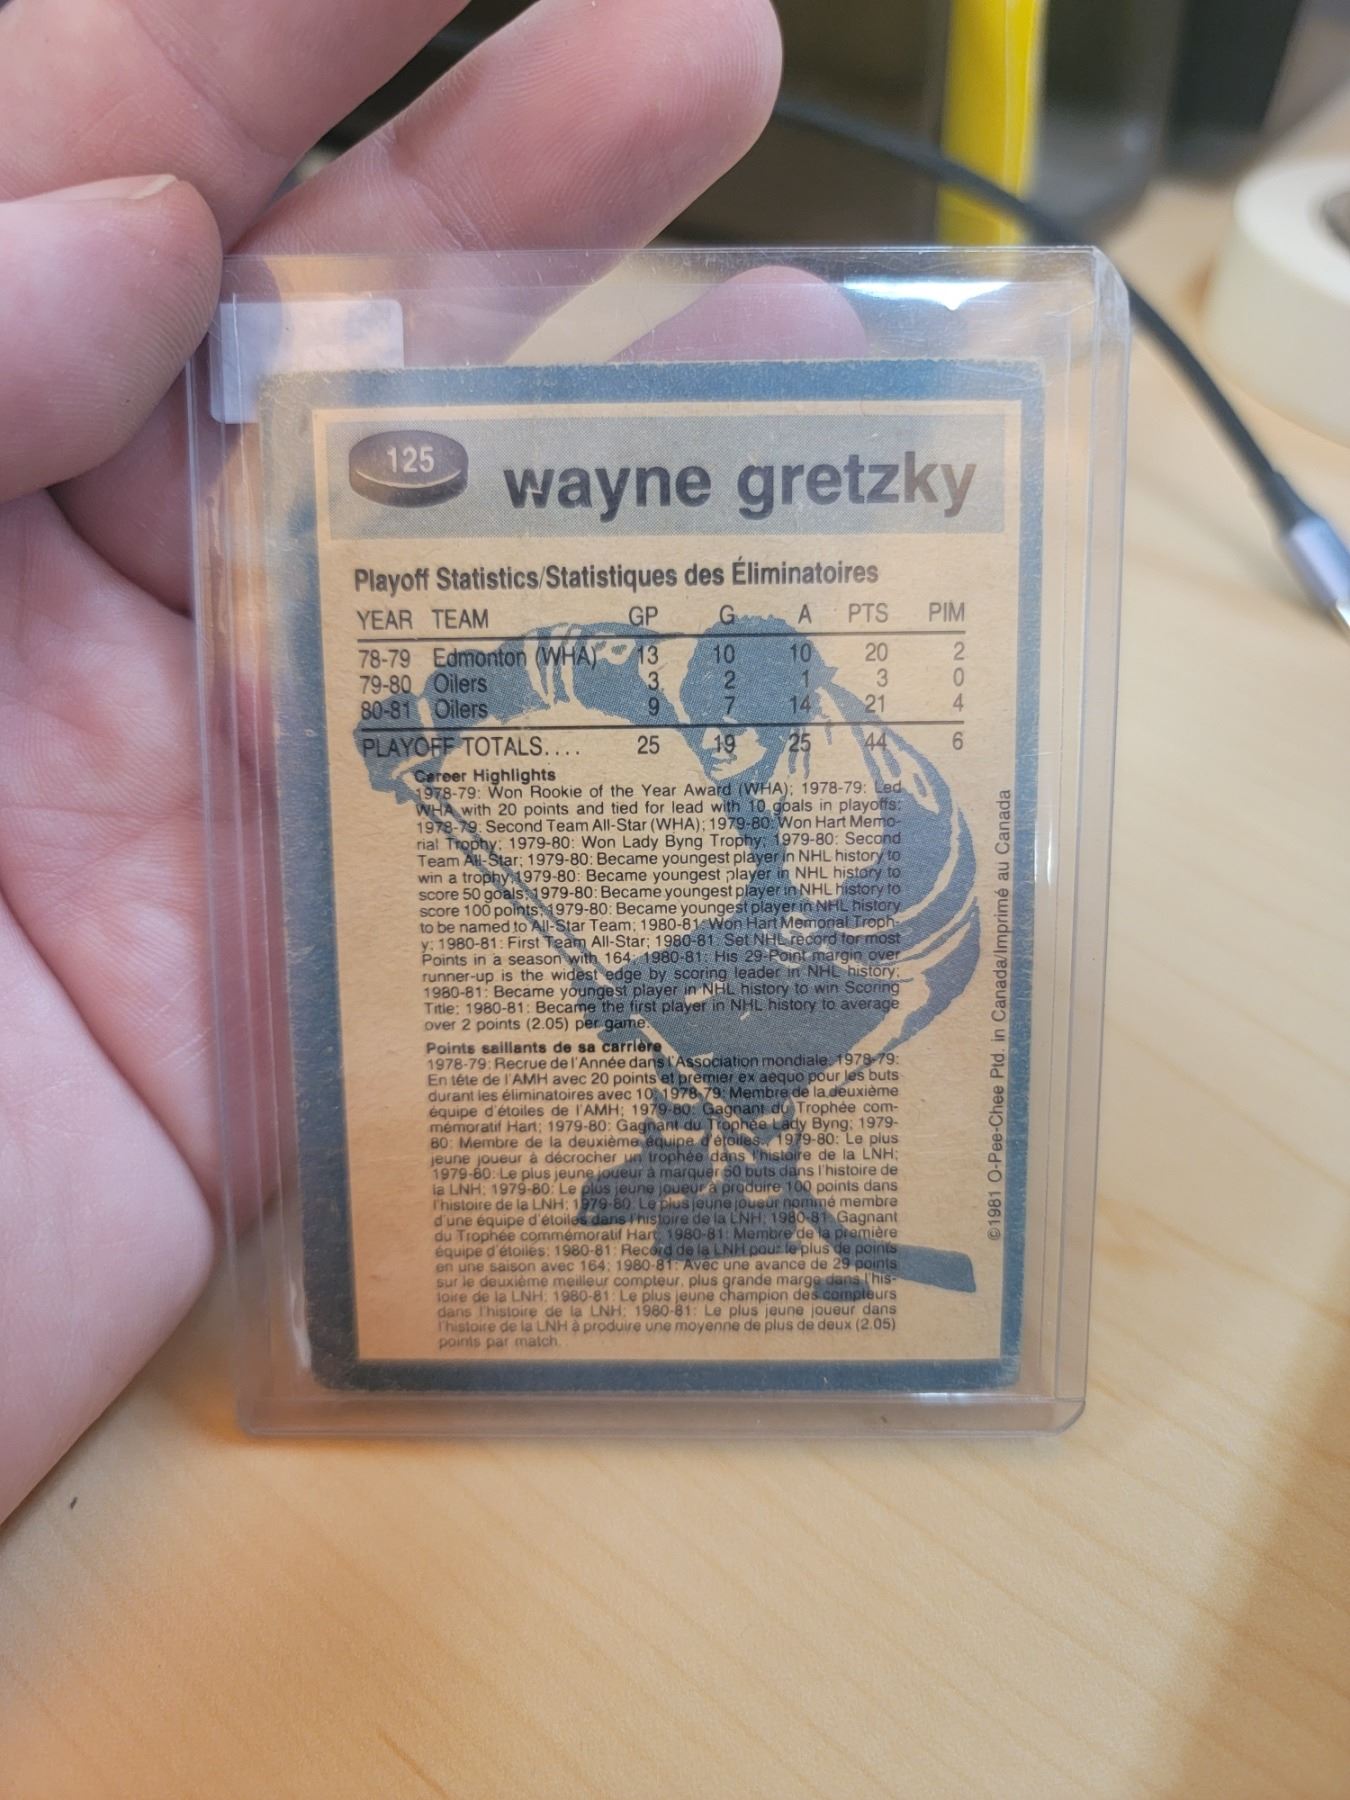 125
wayne gretzky
Playoff Statistics/Statistiques des Éliminatoires
YEAR TEAM GP G A PTS PIM
78-79 Edmonton (WHA) 13 10 10 20 2
79-80 Oilers 3 2 1 3 0
80-81 Oilers 9 7 14 21 4
PLAYOFF TOTALS.... 25 19 25 44 6
Career Highlights
1978-79: Won Rookie of the Year Award (WHA); 1978-79: Led
WHA with 20 points and tied for lead with 10 goals in playoffs;
1978-79: Second Team All-Star (WHA); 1979-80: Won Hart Memo-
rial Trophy; 1979-80: Won Lady Byng Trophy; 1979-80: Second
Team All-Star; 1979-80: Became youngest player in NHL history to
win a trophy; 1979-80: Became youngest player in NHL history to
score 50 goals; 1979-80: Became youngest player in NHL history to
score 100 points; 1979-80: Became youngest player in NHL history
to be named to All-Star Team; 1980-81: Won Hart Memorial Troph-
y; 1980-81: First Team All-Star; 1980-81: Set NHL record for most
Points in a season with 164; 1980-81: His 29-Point margin over
runner-up is the widest edge by scoring leader in NHL history;
1980-81: Became youngest player in NHL history to win Scoring
Title; 1980-81: Became the first player in NHL history to average
over 2 points (2.05) per game.
Points saillants de sa carrière
1978-79: Recrue de l'Année dans l'Association mondiale; 1978-79:
En tête de l'AMH avec 20 points et premier ex aequo pour les buts
durant les éliminatoires avec 10; 1978-79: Membre de la deuxième
équipe d'étoiles de l'AMH; 1979-80: Gagnant du Trophée com-
mémoratif Hart; 1979-80: Gagnant du Trophée Lady Byng; 1979-
80: Membre de la deuxième équipe d'étoiles; 1979-80: Le plus
jeune joueur à décrocher un trophée dans l'histoire de la LNH;
1979-80: Le plus jeune joueur à marquer 50 buts dans l'histoire de
la LNH; 1979-80: Le plus jeune joueur à produire 100 points dans
l'histoire de la LNH; 1979-80: Le plus jeune joueur nommé membre
d'une équipe d'étoiles dans l'histoire de la LNH; 1980-81: Gagnant
du Trophée commémoratif Hart; 1980-81: Membre de la première
équipe d'étoiles; 1980-81: Record de la LNH pour le plus de points
en une saison avec 164; 1980-81: Avec une avance de 29 points
sur le deuxième meilleur compteur, plus grande marge dans l'his-
toire de la LNH; 1980-81: Le plus jeune champion des compteurs
dans l'histoire de la LNH; 1980-81: Le plus jeune joueur dans
l'histoire de la LNH à produire une moyenne de plus de deux (2.05)
points par match.
©1981 O-Pee-Chee Ptd. in Canada/Imprimé au Canada